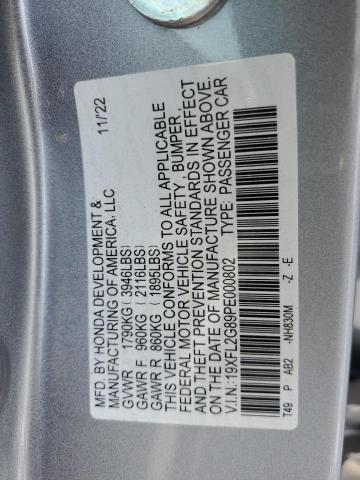 MFD. BY HONDA DEVELOPMENT &
MANUFACTURING OF AMERICA, LLC 11/'22
GVWR 1790KG (3946LBS)
GAWR F 960KG (2116LBS)
GAWR R 860KG (1896LBS)
THIS VEHICLE CONFORMS TO ALL APPLICABLE
FEDERAL MOTOR VEHICLE SAFETY, BUMPER,
AND THEFT PREVENTION STANDARDS IN EFFECT
ON THE DATE OF MANUFACTURE SHOWN ABOVE.
V.I.N.:19XFL2G89PE000802 TYPE: PASSENGER CAR
T49 P AB2 -NH830M -Z -E